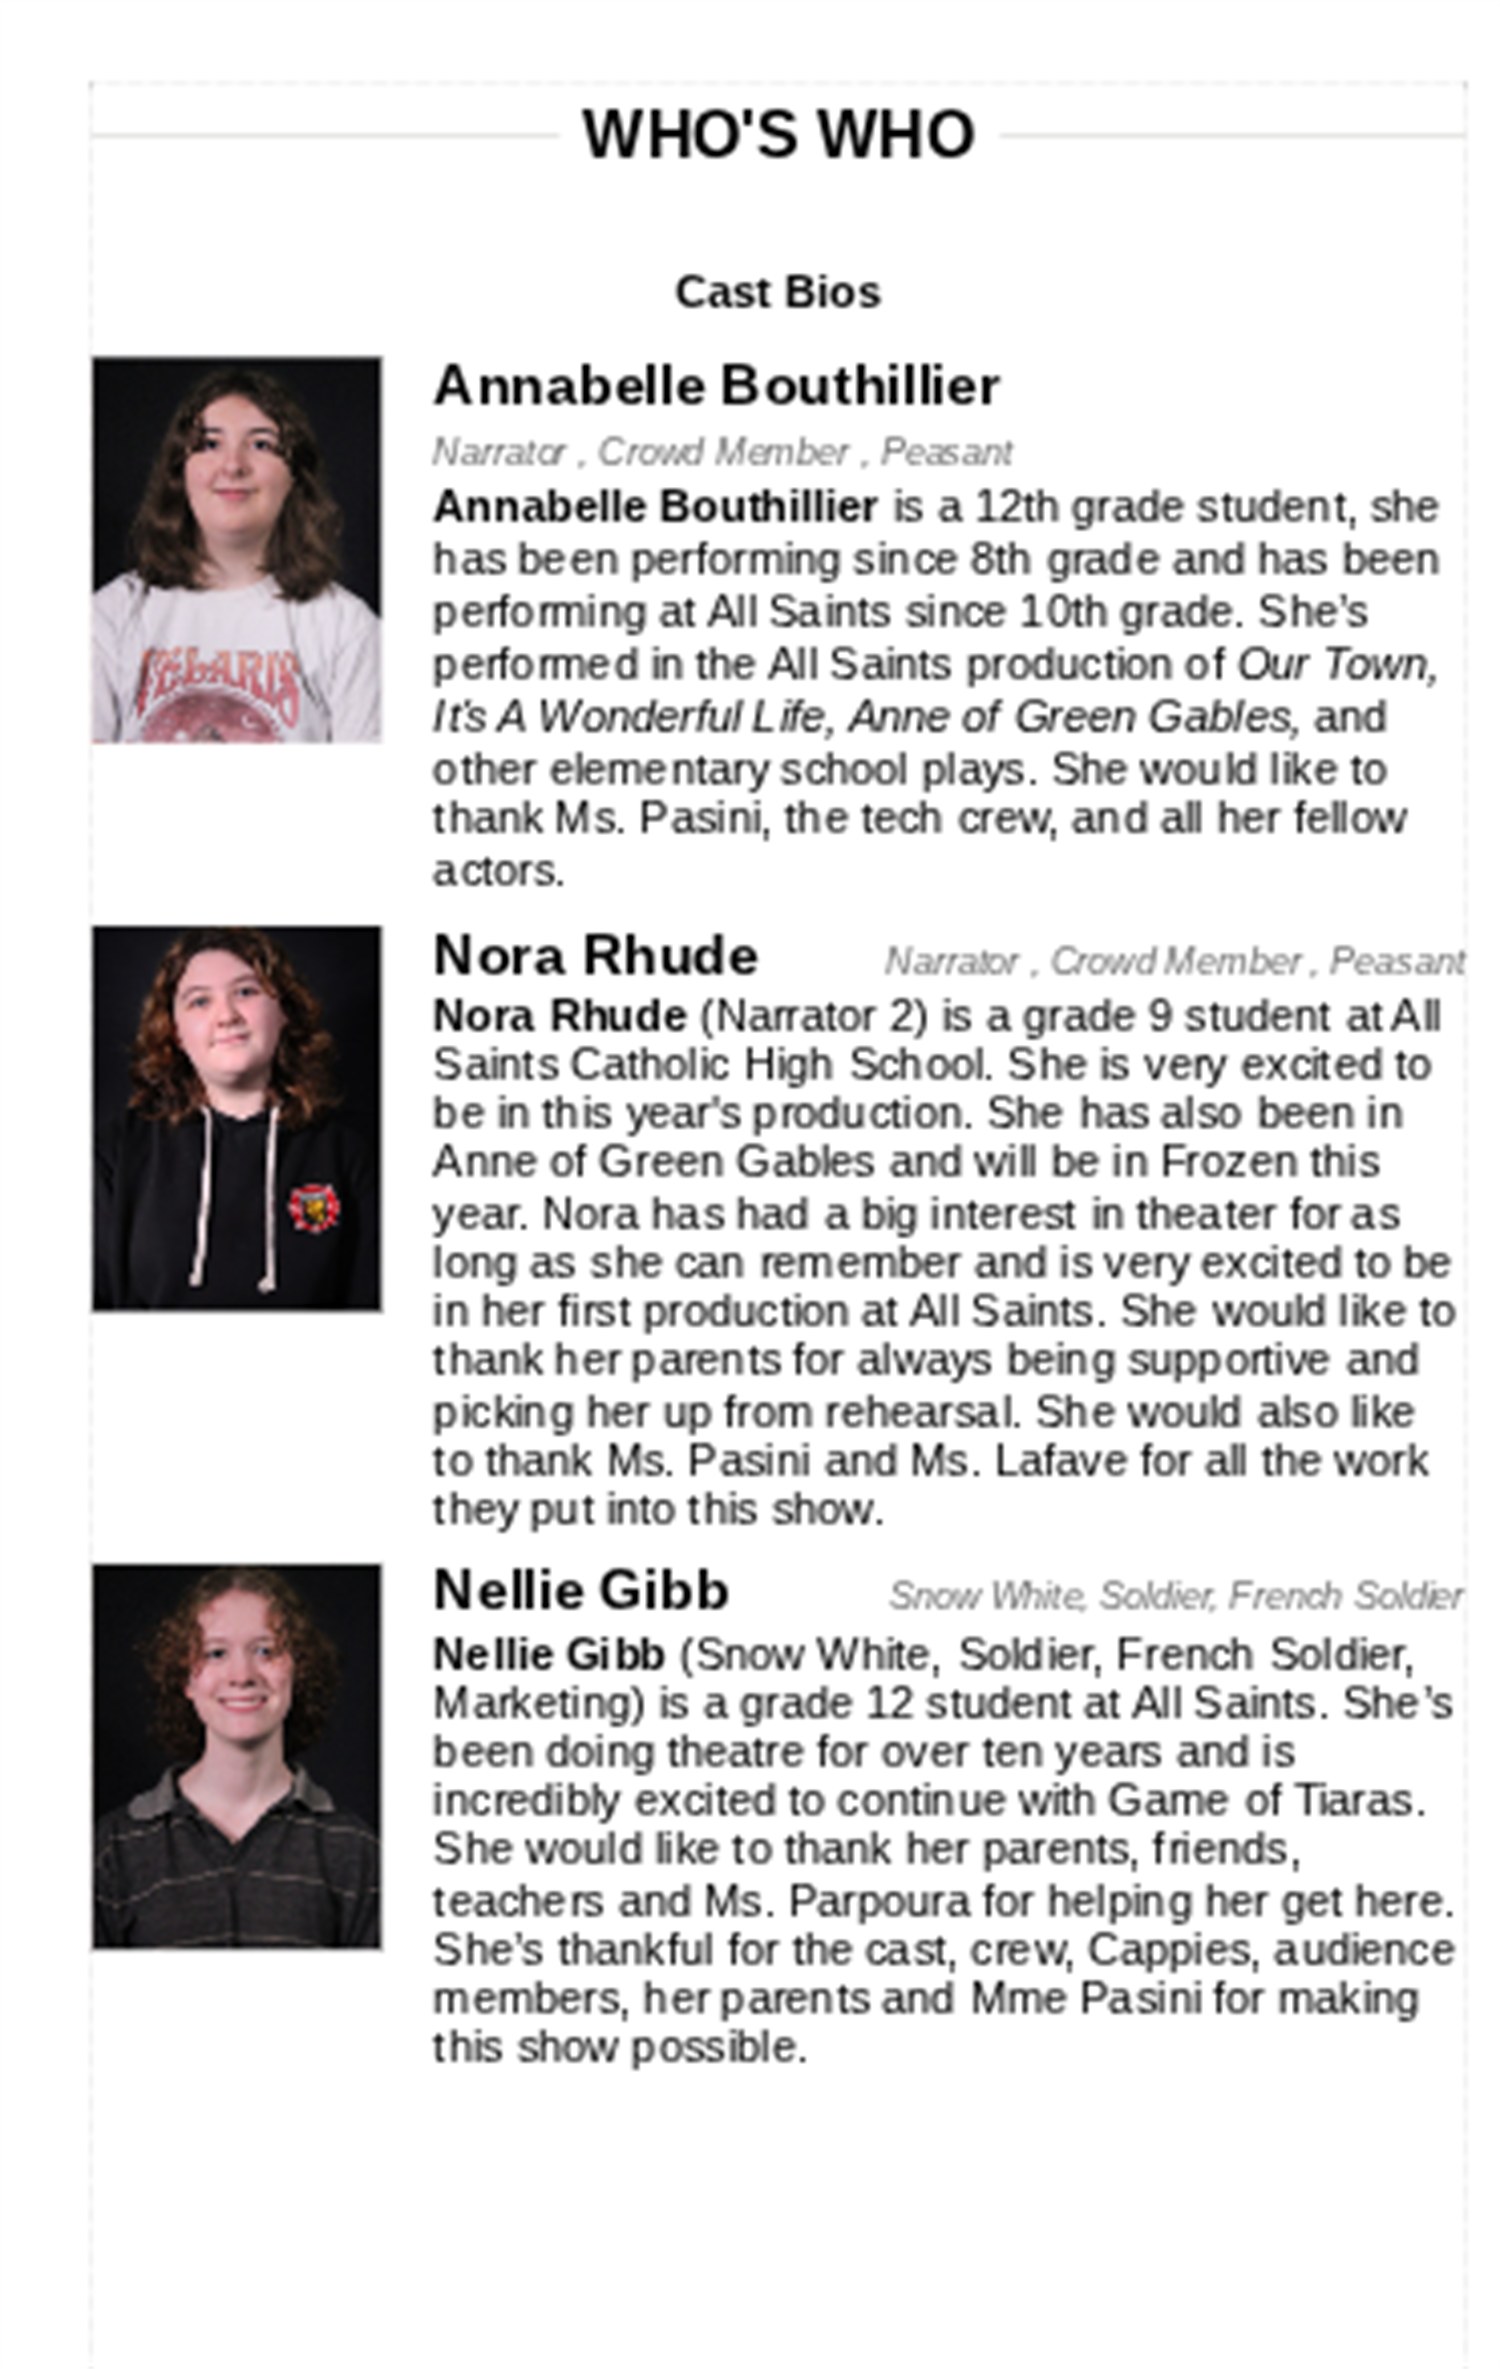 WHO'S WHO
Cast Bios
Annabelle Bouthillier
Narrator , Crowd Member , Peasant
Annabelle Bouthillier is a 12th grade student, she
has been performing since 8th grade and has been
performing at All Saints since 10th grade. She's
performed in the All Saints production of Our Town,
It's A Wonderful Life, Anne of Green Gables, and
other elementary school plays. She would like to
thank Ms. Pasini, the tech crew, and all her fellow
actors.
Nora Rhude Narrator , Crowd Member , Peasant
Nora Rhude (Narrator 2) is a grade 9 student at All
Saints Catholic High School. She is very excited to
be in this year's production. She has also been in
Anne of Green Gables and will be in Frozen this
year. Nora has had a big interest in theater for as
long as she can remember and is very excited to be
in her first production at All Saints. She would like to
thank her parents for always being supportive and
picking her up from rehearsal. She would also like
to thank Ms. Pasini and Ms. Lafave for all the work
they put into this show.
Nellie Gibb Snow White, Soldier, French Soldier
Nellie Gibb (Snow White, Soldier, French Soldier,
Marketing) is a grade 12 student at All Saints. She's
been doing theatre for over ten years and is
incredibly excited to continue with Game of Tiaras.
She would like to thank her parents, friends,
teachers and Ms. Parpoura for helping her get here.
She's thankful for the cast, crew, Cappies, audience
members, her parents and Mme Pasini for making
this show possible.